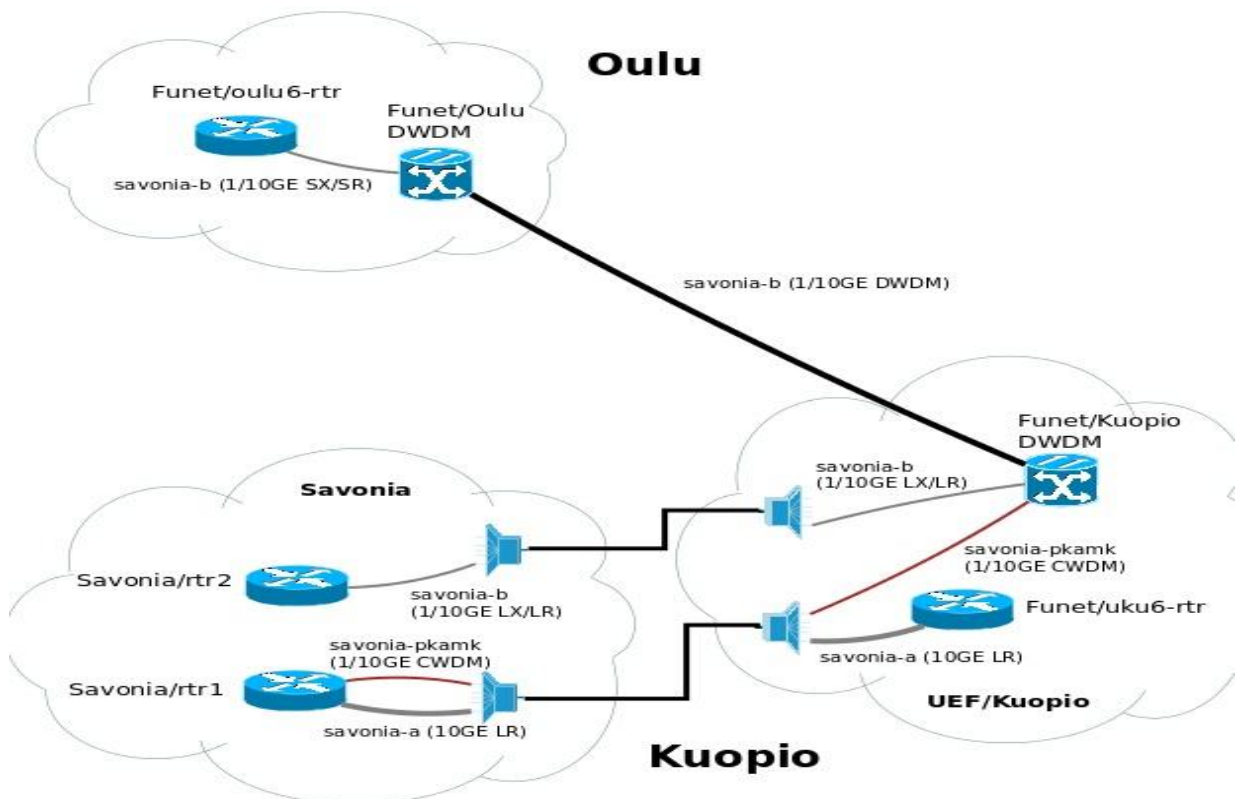 Oulu
Funet/oulu6-rtr
Funet/Oulu
DWDM
savonia-b (1/10GE SX/SR)
savonia-b (1/10GE DWDM)
Funet/Kuopio
DWDM
savonia-b
(1/10GE LX/LR)
Savonia
savonia-pkamk
(1/10GE CWDM)
Savonia/rtr2
savonia-b
(1/10GE LX/LR)
Funet/uku6-rtr
savonia-pkamk
(1/10GE CWDM)
savonia-a (10GE LR)
Savonia/rtr1
UEF/Kuopio
savonia-a (10GE LR)
Kuopio